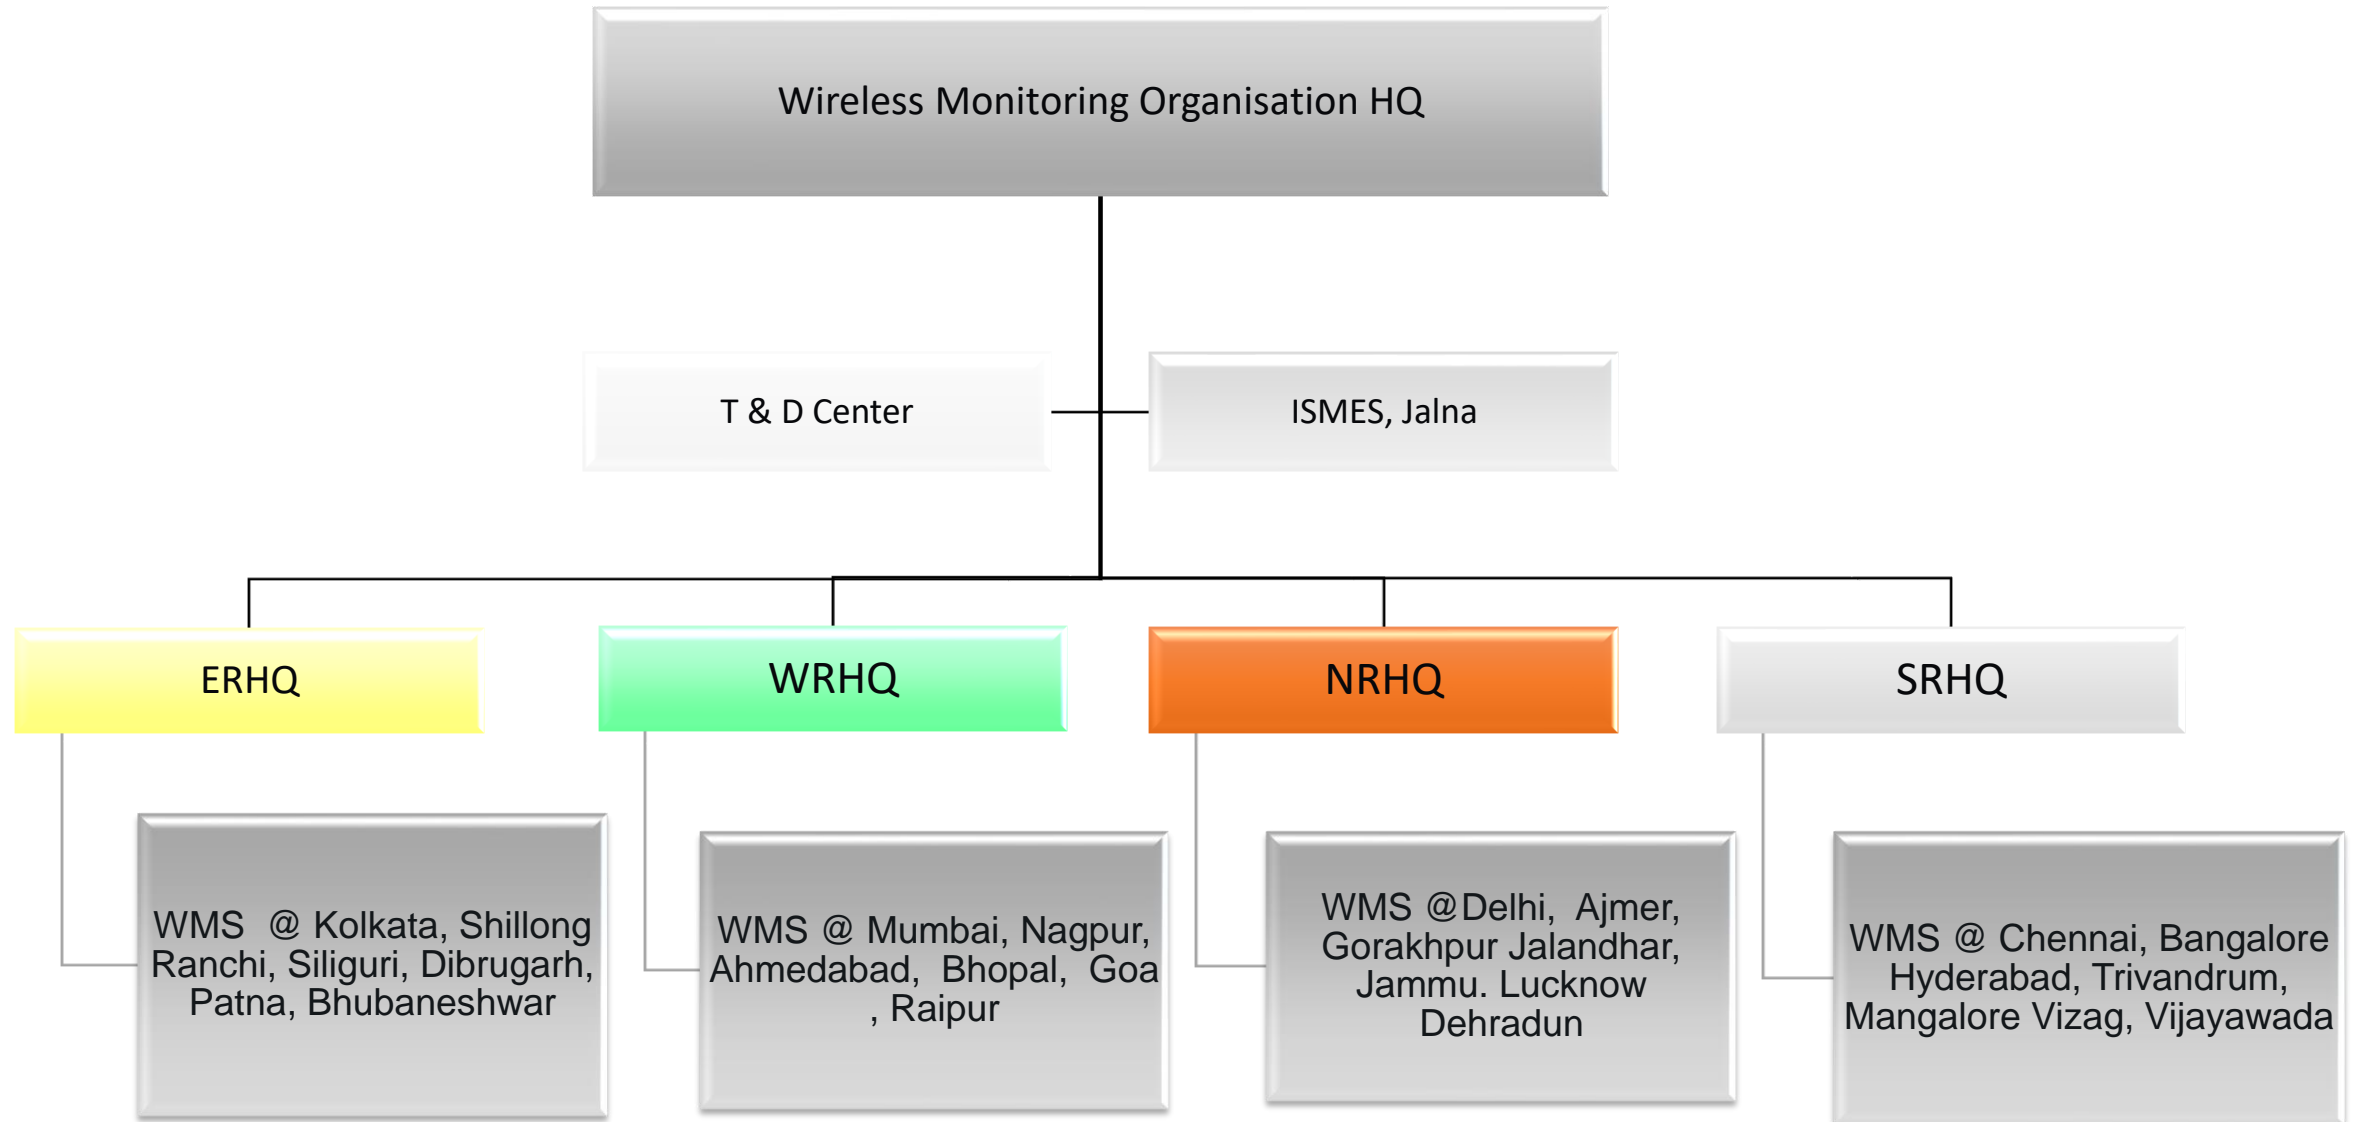 Wireless Monitoring Organisation HQ
T & D Center
ISMES, Jalna
ERHQ
WRHQ
NRHQ
SRHQ
WMS @ Kolkata, Shillong
Ranchi, Siliguri, Dibrugarh,
Patna, Bhubaneshwar
WMS @ Mumbai, Nagpur,
Ahmedabad, Bhopal, Goa
, Raipur
WMS @Delhi, Ajmer,
Gorakhpur Jalandhar,
Jammu. Lucknow
Dehradun
WMS @ Chennai, Bangalore
Hyderabad, Trivandrum,
Mangalore Vizag, Vijayawada